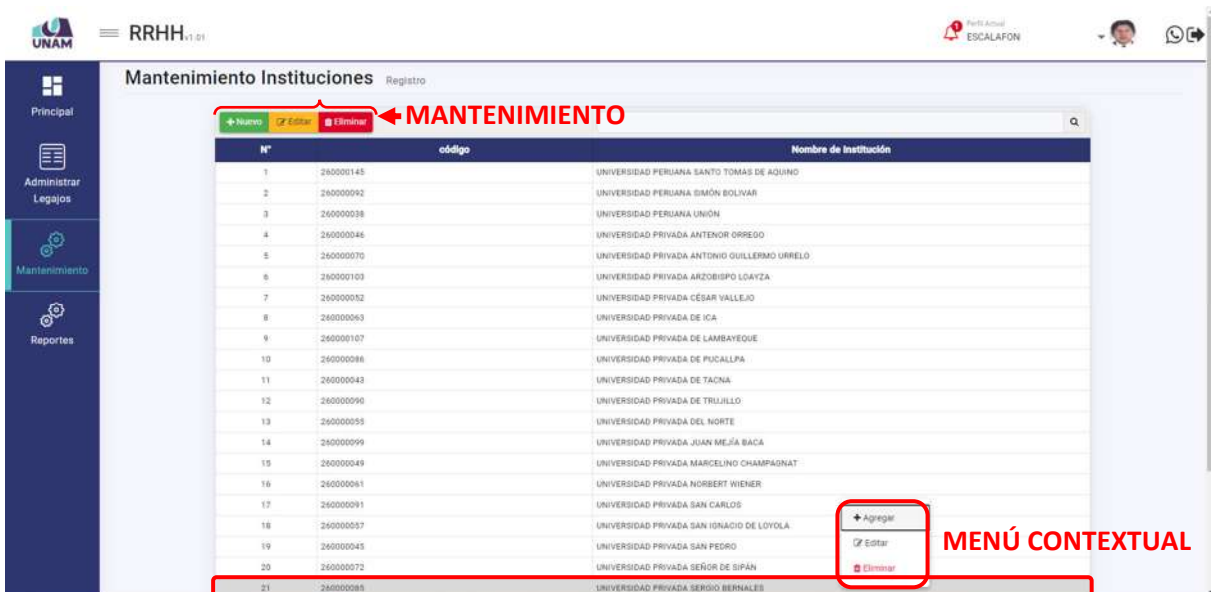 UNAM
RRHH v1.01
1
Perfil Actual
ESCALAFON
Principal
Administrar
Legajos
Mantenimiento
Reportes
Mantenimiento Instituciones Registro
Nuevo Editar Eliminar
MANTENIMIENTO
N° código Nombre de Institución
1 260000145 UNIVERSIDAD PERUANA SANTO TOMAS DE AQUINO
2 260000092 UNIVERSIDAD PERUANA SIMÓN BOLIVAR
3 260000038 UNIVERSIDAD PERUANA UNIÓN
4 260000046 UNIVERSIDAD PRIVADA ANTENOR ORREGO
5 260000070 UNIVERSIDAD PRIVADA ANTONIO GUILLERMO URRELO
6 260000103 UNIVERSIDAD PRIVADA ARZOBISPO LOAYZA
7 260000052 UNIVERSIDAD PRIVADA CÉSAR VALLEJO
8 260000063 UNIVERSIDAD PRIVADA DE ICA
9 260000107 UNIVERSIDAD PRIVADA DE LAMBAYEQUE
10 260000086 UNIVERSIDAD PRIVADA DE PUCALLPA
11 260000043 UNIVERSIDAD PRIVADA DE TACNA
12 260000090 UNIVERSIDAD PRIVADA DE TRUJILLO
13 260000055 UNIVERSIDAD PRIVADA DEL NORTE
14 260000099 UNIVERSIDAD PRIVADA JUAN MEJÍA BACA
15 260000049 UNIVERSIDAD PRIVADA MARCELINO CHAMPAGNAT
16 260000061 UNIVERSIDAD PRIVADA NORBERT WIENER
17 260000091 UNIVERSIDAD PRIVADA SAN CARLOS
18 260000057 UNIVERSIDAD PRIVADA SAN IGNACIO DE LOYOLA
19 260000045 UNIVERSIDAD PRIVADA SAN PEDRO
20 260000072 UNIVERSIDAD PRIVADA SEÑOR DE SIPÁN
21 260000085 UNIVERSIDAD PRIVADA SERGIO BERNALES
Agregar
Editar
Eliminar
MENÚ CONTEXTUAL